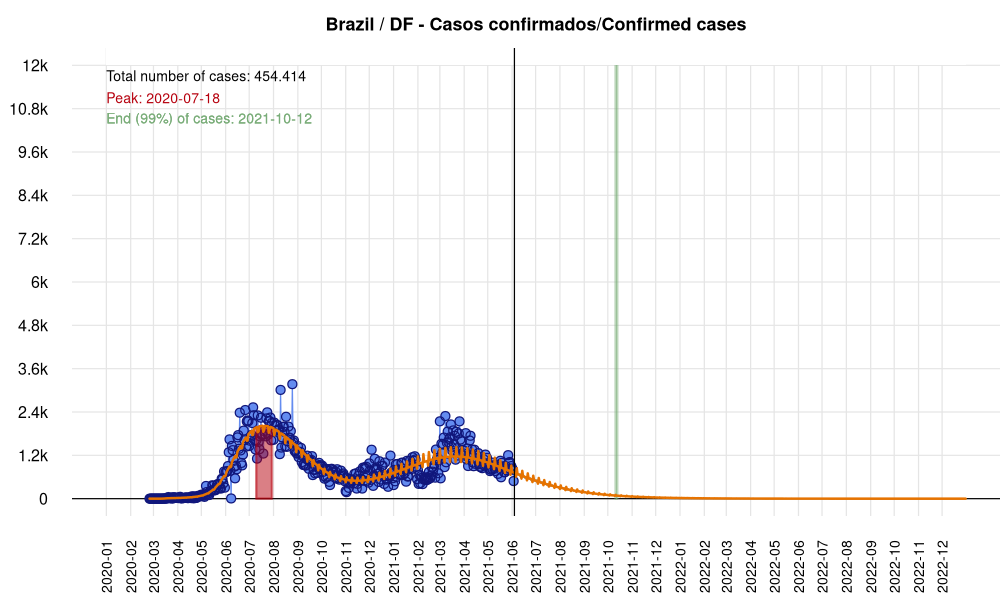 Brazil / DF - Casos confirmados/Confirmed cases
Total number of cases: 454.414
Peak: 2020-07-18
End (99%) of cases: 2021-10-12
12k
10.8k
9.6k
8.4k
7.2k
6k
4.8k
3.6k
2.4k
1.2k
0
2020-01
2020-02
2020-03
2020-04
2020-05
2020-06
2020-07
2020-08
2020-09
2020-10
2020-11
2020-12
2021-01
2021-02
2021-03
2021-04
2021-05
2021-06
2021-07
2021-08
2021-09
2021-10
2021-11
2021-12
2022-01
2022-02
2022-03
2022-04
2022-05
2022-06
2022-07
2022-08
2022-09
2022-10
2022-11
2022-12